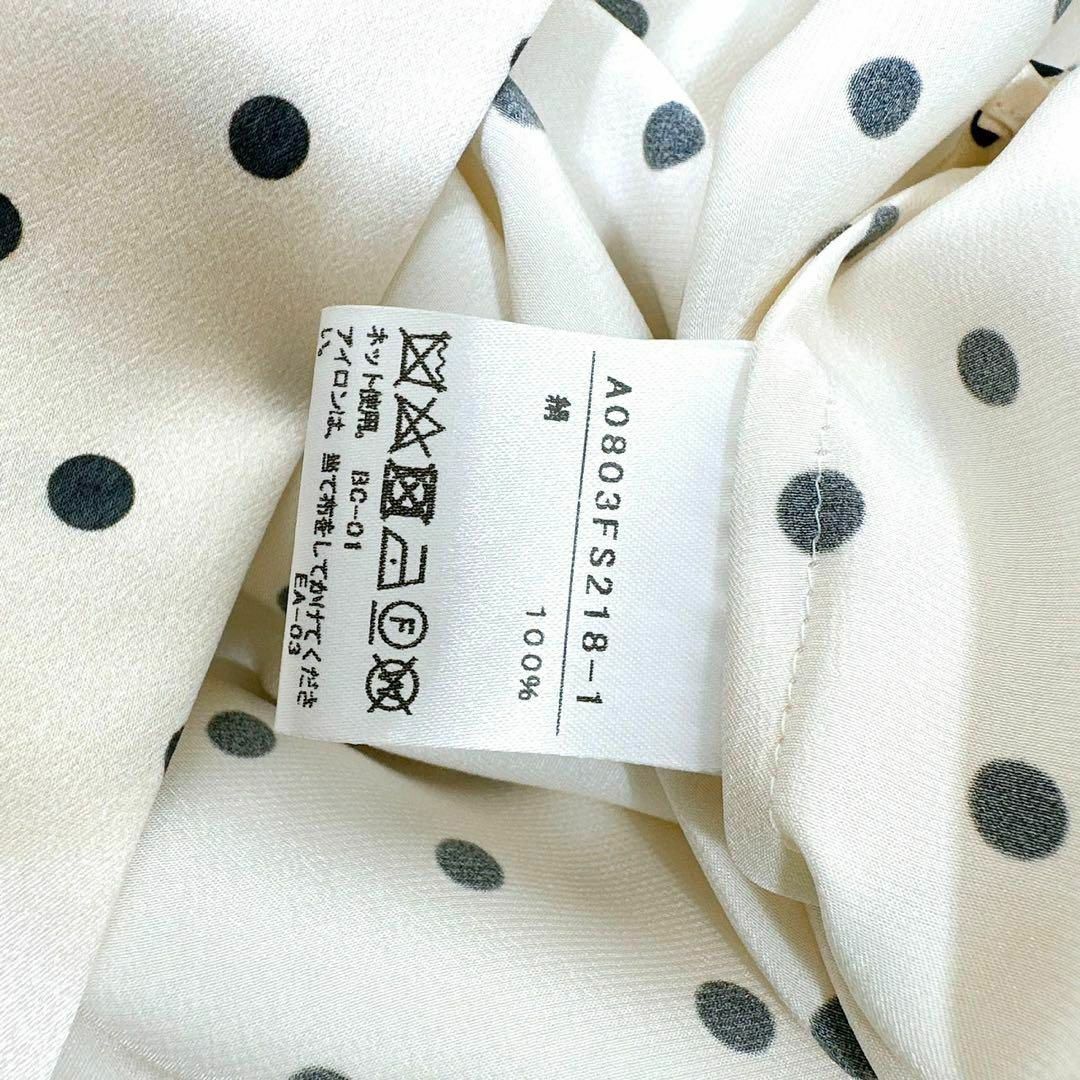 A0803FS218-1
絹 100%
F
W
ネット使用。 BC-01
アイロンは、当て布をしてかけてくださ
い。 EA-03